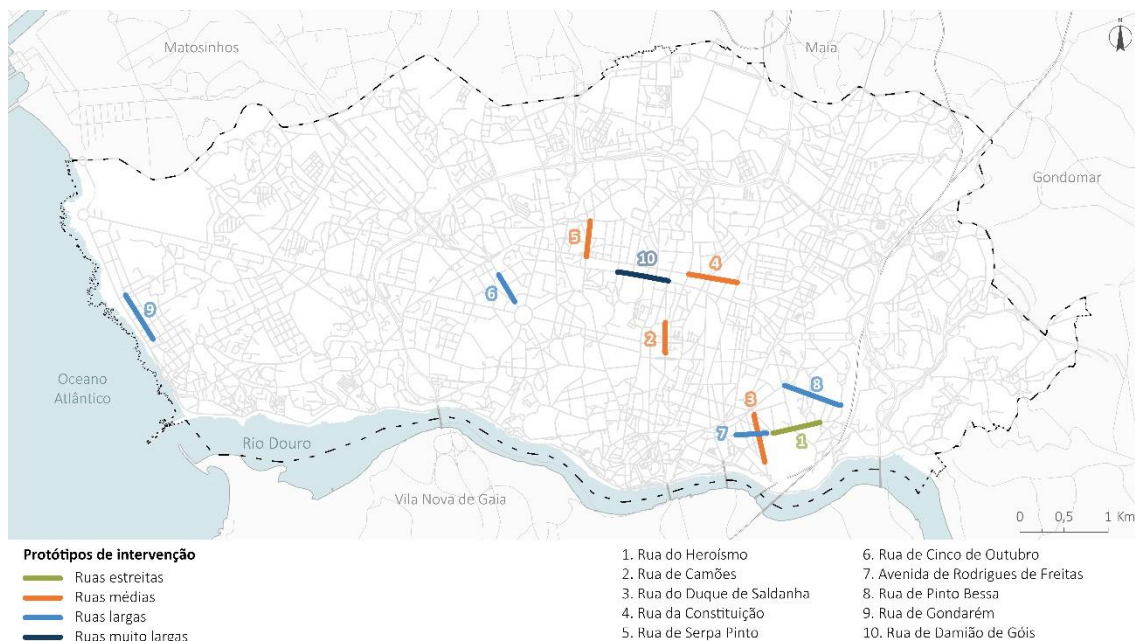 Matosinhos
Maia
Gondomar
5
10
4
6
9
2
Oceano
Atlântico
8
3
7
1
Rio Douro
Vila Nova de Gaia
0 0,5 1 Km
Protótipos de intervenção
Ruas estreitas
Ruas médias
Ruas largas
Ruas muito largas
1. Rua do Heroísmo
2. Rua de Camões
3. Rua do Duque de Saldanha
4. Rua da Constituição
5. Rua de Serpa Pinto
6. Rua de Cinco de Outubro
7. Avenida de Rodrigues de Freitas
8. Rua de Pinto Bessa
9. Rua de Gondarém
10. Rua de Damião de Góis